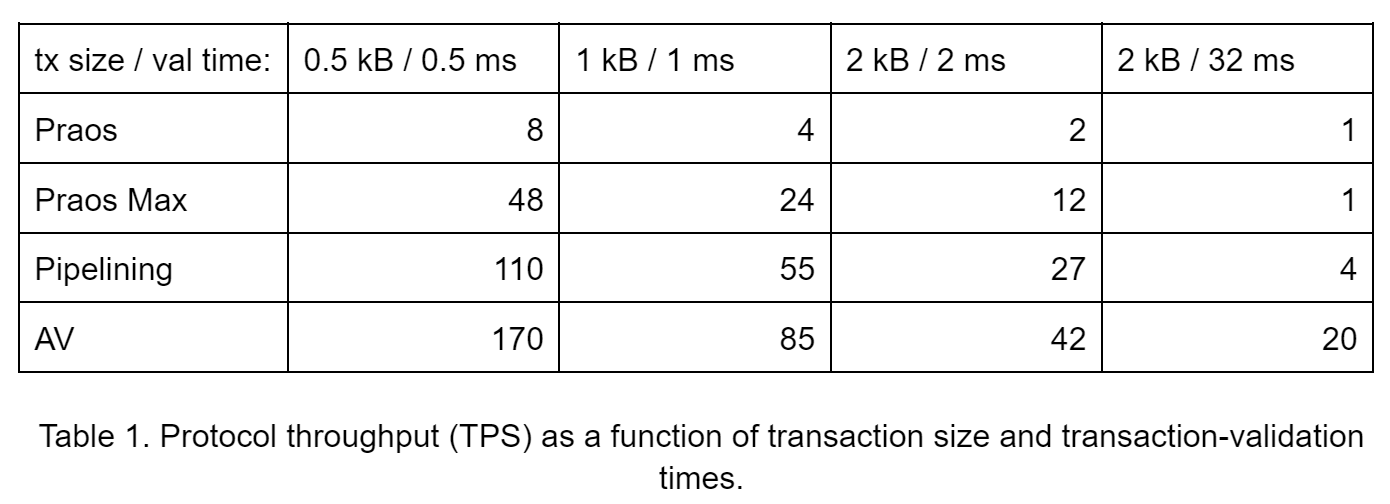 tx size / val time: 0.5 kB / 0.5 ms 1 kB / 1 ms 2 kB / 2 ms 2 kB / 32 ms
Praos 8 4 2 1
Praos Max 48 24 12 1
Pipelining 110 55 27 4
AV 170 85 42 20
Table 1. Protocol throughput (TPS) as a function of transaction size and transaction-validation
times.